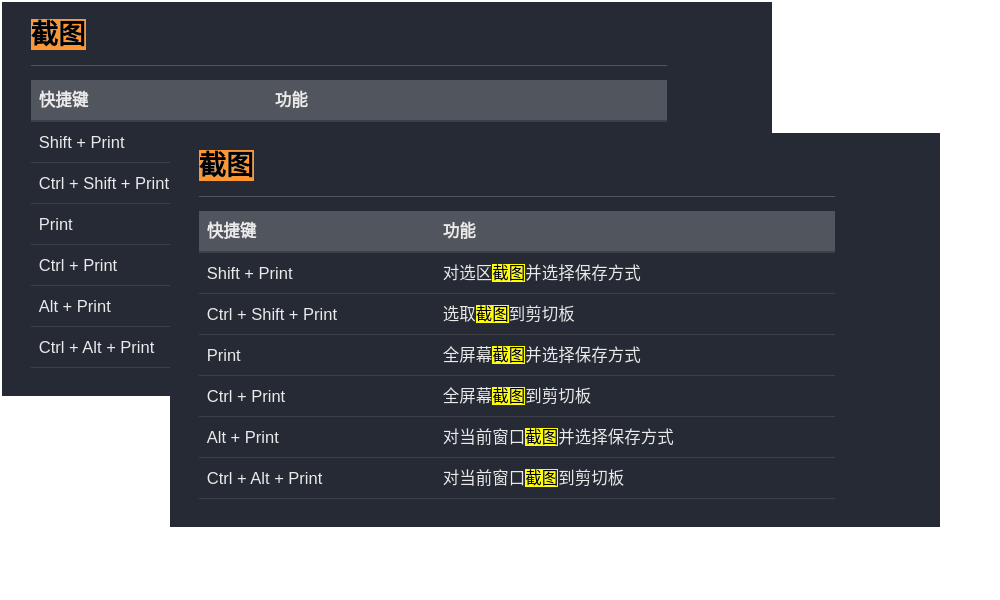 截图
快捷键 功能
Shift + Print
Ctrl + Shift + Print
Print
Ctrl + Print
Alt + Print
Ctrl + Alt + Print
截图
快捷键 功能
Shift + Print 对选区截图并选择保存方式
Ctrl + Shift + Print 选取截图到剪切板
Print 全屏幕截图并选择保存方式
Ctrl + Print 全屏幕截图到剪切板
Alt + Print 对当前窗口截图并选择保存方式
Ctrl + Alt + Print 对当前窗口截图到剪切板